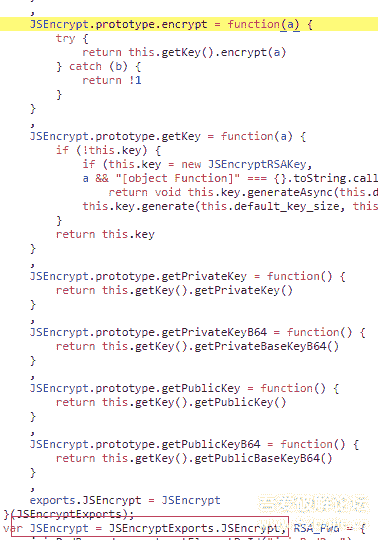 ,
JSEncrypt.prototype.encrypt = function(a) {
try {
return this.getKey().encrypt(a)
} catch (b) {
return !1
}
}
,
JSEncrypt.prototype.getKey = function(a) {
if (!this.key) {
if (this.key = new JSEncryptRSAKey,
a && "[object Function]" === {}.toString.call
return void this.key.generateAsync(this.d
this.key.generate(this.default_key_size, this
}
return this.key
}
,
JSEncrypt.prototype.getPrivateKey = function() {
return this.getKey().getPrivateKey()
}
,
JSEncrypt.prototype.getPrivateKeyB64 = function() {
return this.getKey().getPrivateBaseKeyB64()
}
,
JSEncrypt.prototype.getPublicKey = function() {
return this.getKey().getPublicKey()
}
,
JSEncrypt.prototype.getPublicKeyB64 = function() {
return this.getKey().getPublicBaseKeyB64()
}
,
exports.JSEncrypt = JSEncrypt
}(JSEncryptExports);
var JSEncrypt = JSEncryptExports.JSEncrypt, RSA_Pwd = {